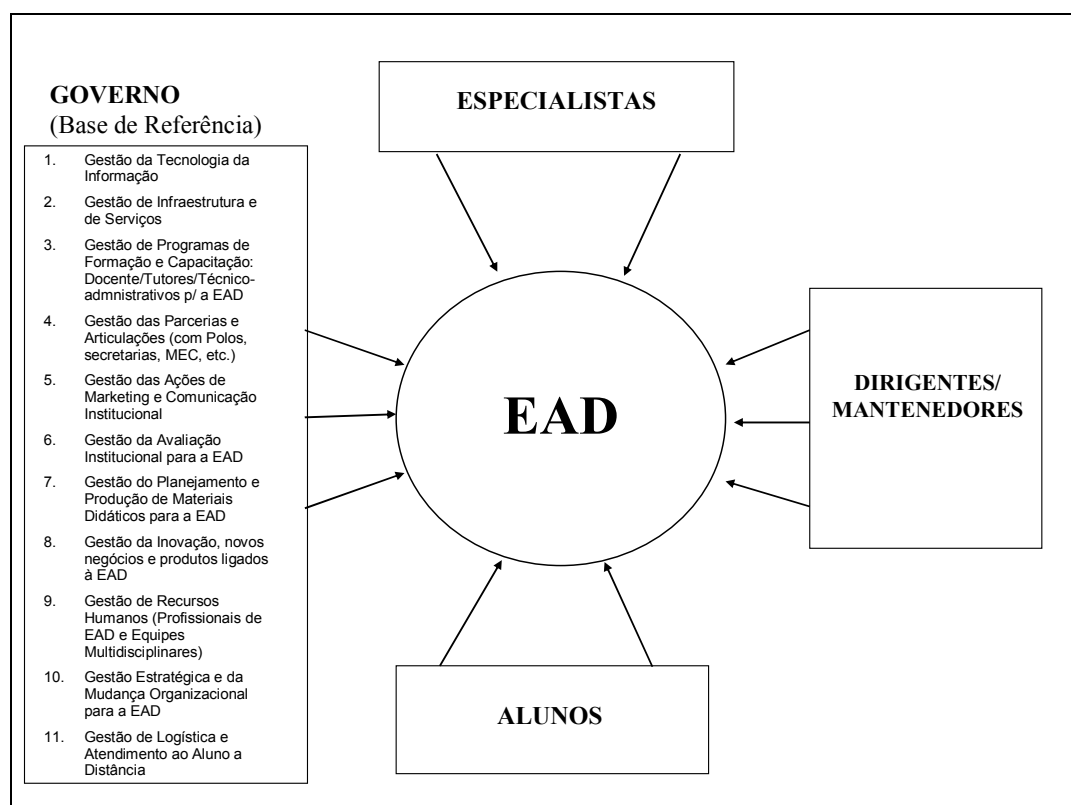 GOVERNO
(Base de Referência)
1. Gestão da Tecnologia da
Informação
2. Gestão de Infraestrutura e
de Serviços
3. Gestão de Programas de
Formação e Capacitação:
Docente/Tutores/Técnico-
admnistrativos p/ a EAD
4. Gestão das Parcerias e
Articulações (com Polos,
secretarias, MEC, etc.)
5. Gestão das Ações de
Marketing e Comunicação
Institucional
6. Gestão da Avaliação
Institucional para a EAD
7. Gestão do Planejamento e
Produção de Materiais
Didáticos para a EAD
8. Gestão da Inovação, novos
negócios e produtos ligados
à EAD
9. Gestão de Recursos
Humanos (Profissionais de
EAD e Equipes
Multidisciplinares)
10. Gestão Estratégica e da
Mudança Organizacional
para a EAD
11. Gestão de Logística e
Atendimento ao Aluno a
Distância
ESPECIALISTAS
EAD
DIRIGENTES/
MANTENEDORES
ALUNOS